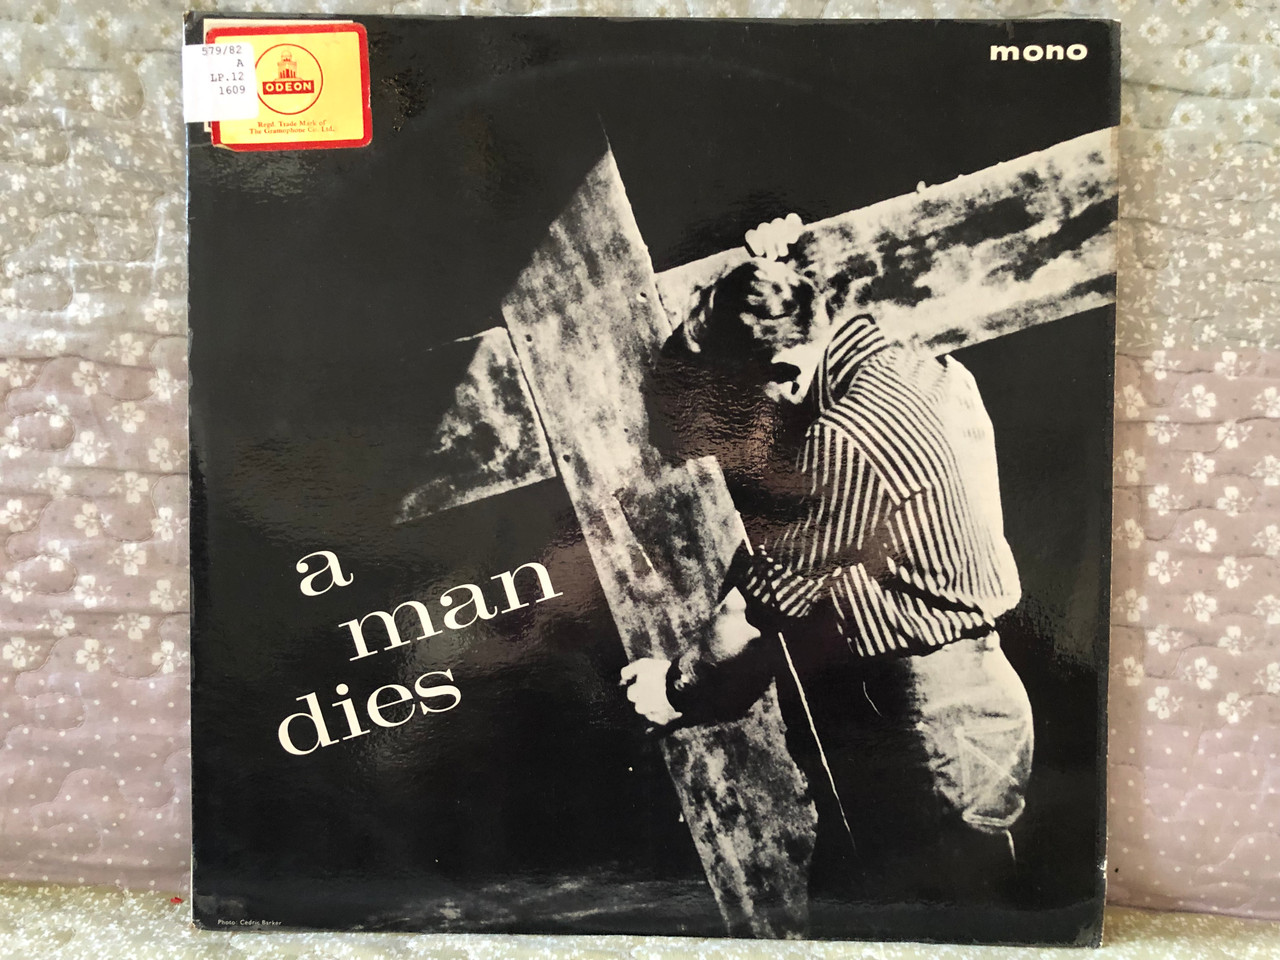 579/82
A
LP.12
1609
ODEON
Regd. Trade Mark of
The Gramophone Co. Ltd.
mono
a
man
dies
Photo: Cedric Barker